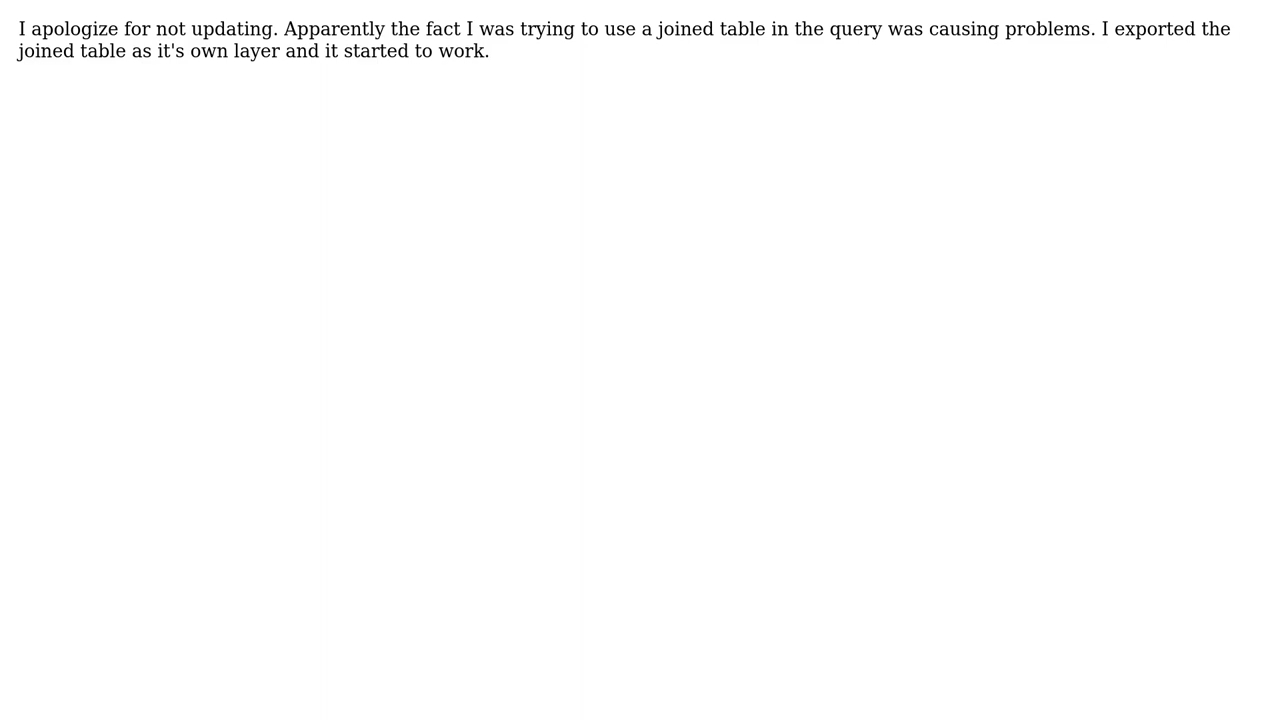 I apologize for not updating. Apparently the fact I was trying to use a joined table in the query was causing problems. I exported the
joined table as it's own layer and it started to work.